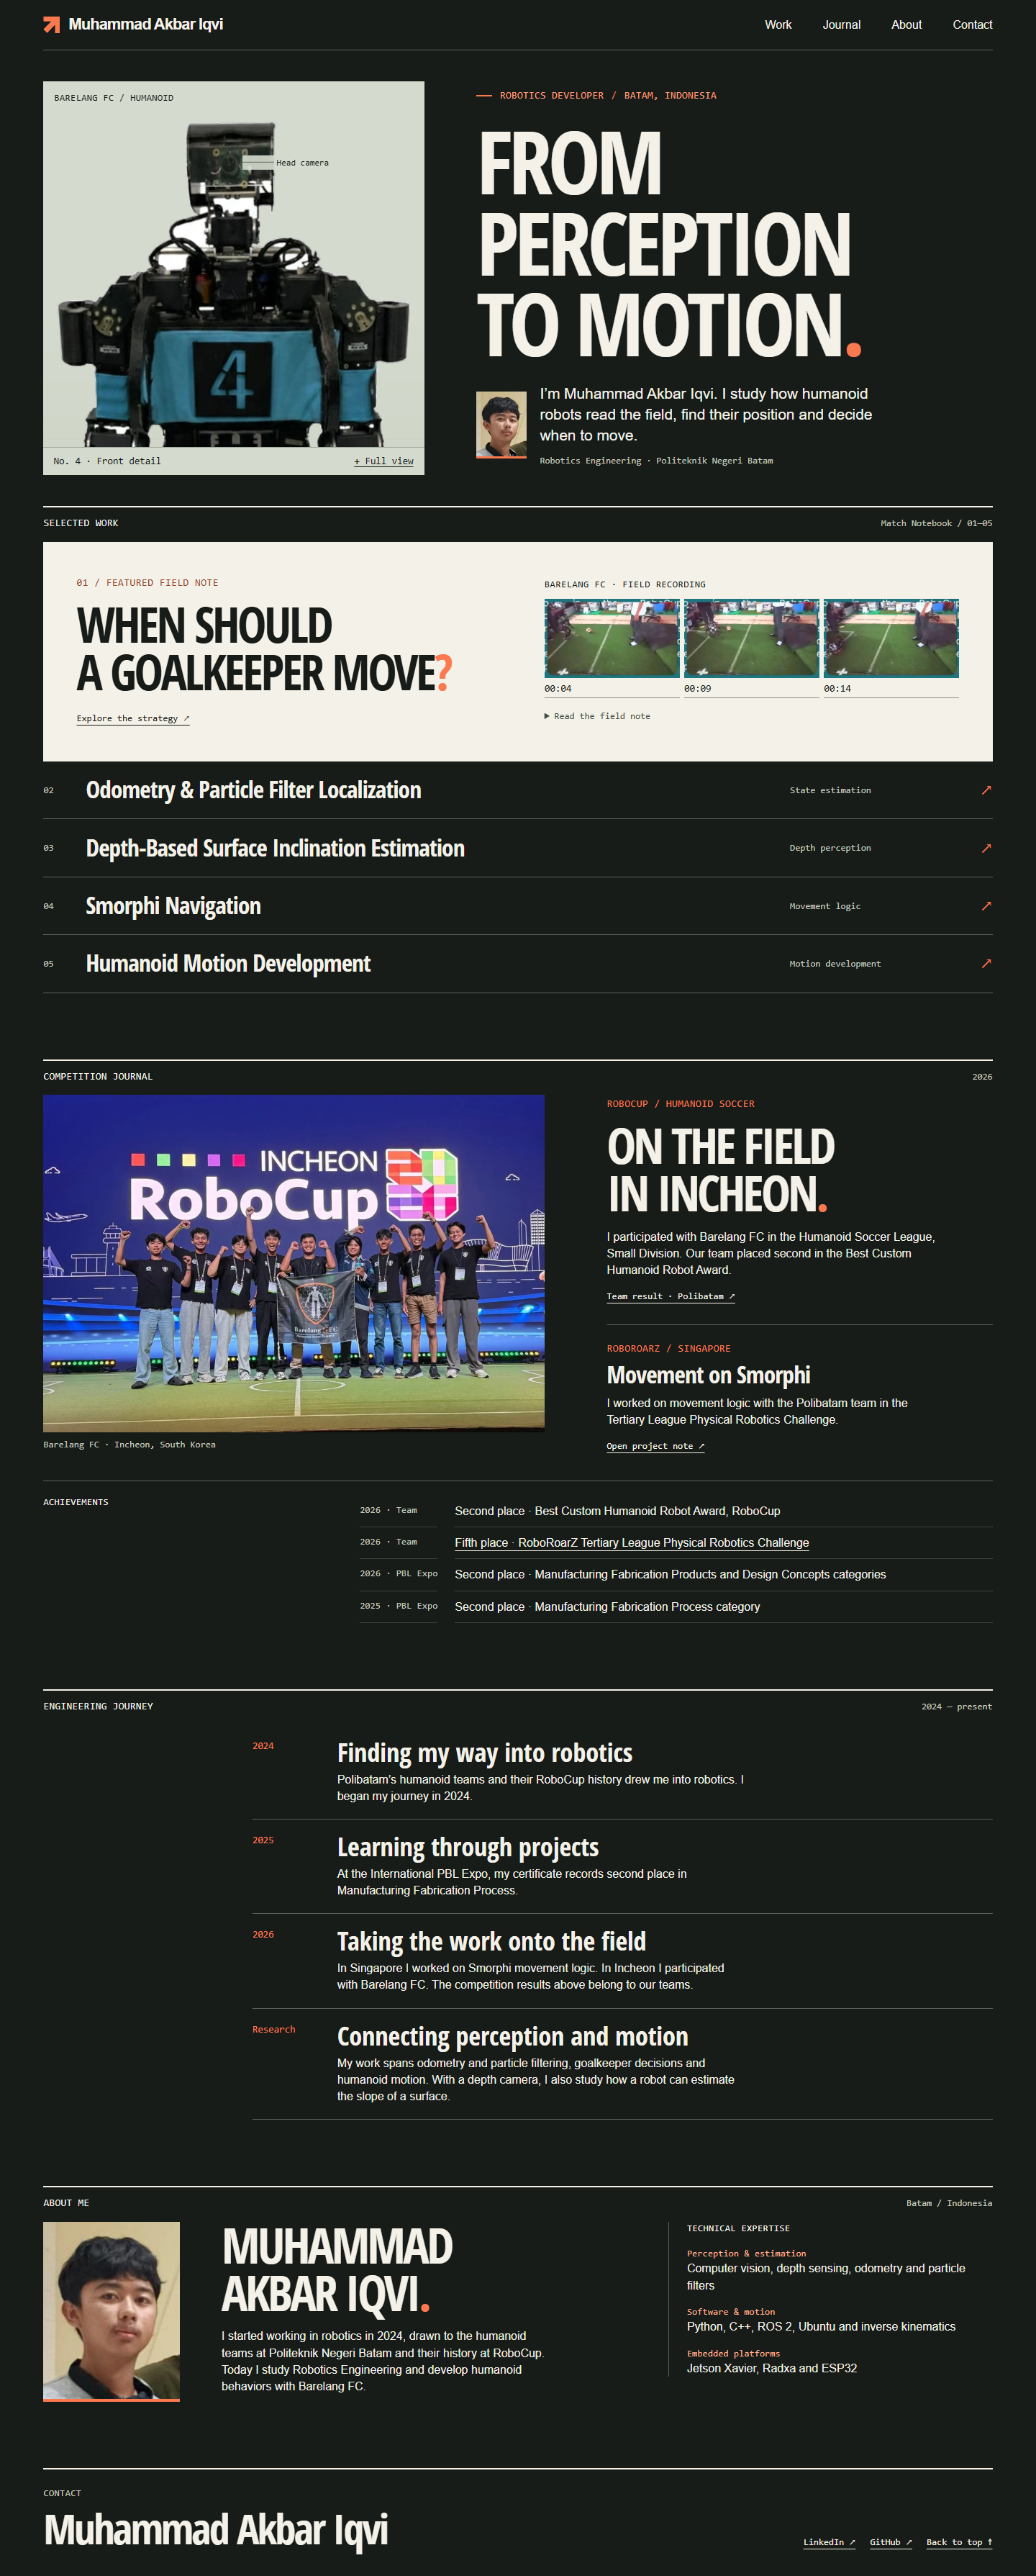 Muhammad Akbar Iqvi
Work
Journal
About
Contact
BARELANG FC / HUMANOID
Head camera
4
No. 4 · Front detail
+ Full view
ROBOTICS DEVELOPER / BATAM, INDONESIA
FROM
PERCEPTION
TO MOTION.
I’m Muhammad Akbar Iqvi. I study how humanoid
robots read the field, find their position and decide
when to move.
Robotics Engineering · Politeknik Negeri Batam
SELECTED WORK
Match Notebook / 01—05
01 / FEATURED FIELD NOTE
WHEN SHOULD
A GOALKEEPER MOVE?
Explore the strategy ↗
BARELANG FC · FIELD RECORDING
00:04
00:09
00:14
▶ Read the field note
02
Odometry & Particle Filter Localization
State estimation
↗
03
Depth-Based Surface Inclination Estimation
Depth perception
↗
04
Smorphi Navigation
Movement logic
↗
05
Humanoid Motion Development
Motion development
↗
COMPETITION JOURNAL
2026
INCHEON
RoboCup
Barelang FC
Barelang FC · Incheon, South Korea
ROBOCUP / HUMANOID SOCCER
ON THE FIELD
IN INCHEON.
I participated with Barelang FC in the Humanoid Soccer League,
Small Division. Our team placed second in the Best Custom
Humanoid Robot Award.
Team result · Polibatam ↗
ROBOROARZ / SINGAPORE
Movement on Smorphi
I worked on movement logic with the Polibatam team in the
Tertiary League Physical Robotics Challenge.
Open project note ↗
ACHIEVEMENTS
2026 · Team
Second place · Best Custom Humanoid Robot Award, RoboCup
2026 · Team
Fifth place · RoboRoarZ Tertiary League Physical Robotics Challenge
2026 · PBL Expo
Second place · Manufacturing Fabrication Products and Design Concepts categories
2025 · PBL Expo
Second place · Manufacturing Fabrication Process category
ENGINEERING JOURNEY
2024 — present
2024
Finding my way into robotics
Polibatam’s humanoid teams and their RoboCup history drew me into robotics. I
began my journey in 2024.
2025
Learning through projects
At the International PBL Expo, my certificate records second place in
Manufacturing Fabrication Process.
2026
Taking the work onto the field
In Singapore I worked on Smorphi movement logic. In Incheon I participated
with Barelang FC. The competition results above belong to our teams.
Research
Connecting perception and motion
My work spans odometry and particle filtering, goalkeeper decisions and
humanoid motion. With a depth camera, I also study how a robot can estimate
the slope of a surface.
ABOUT ME
Batam / Indonesia
MUHAMMAD
AKBAR IQVI.
I started working in robotics in 2024, drawn to the humanoid
teams at Politeknik Negeri Batam and their history at RoboCup.
Today I study Robotics Engineering and develop humanoid
behaviors with Barelang FC.
TECHNICAL EXPERTISE
Perception & estimation
Computer vision, depth sensing, odometry and particle
filters
Software & motion
Python, C++, ROS 2, Ubuntu and inverse kinematics
Embedded platforms
Jetson Xavier, Radxa and ESP32
CONTACT
Muhammad Akbar Iqvi
LinkedIn ↗
GitHub ↗
Back to top ↑